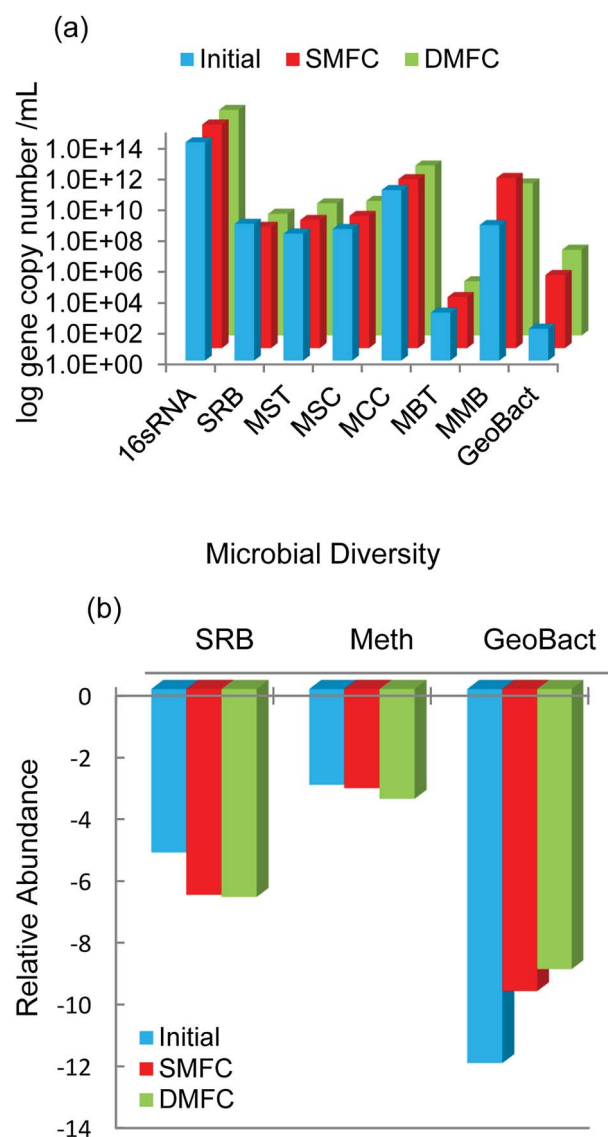 (a)
Initial SMFC DMFC
log gene copy number /mL
1.0E+14
1.0E+12
1.0E+10
1.0E+08
1.0E+06
1.0E+04
1.0E+02
1.0E+00
16sRNA SRB MST MSC MCC MBT MMB GeoBact
Microbial Diversity
(b)
SRB Meth GeoBact
Relative Abundance
0
-2
-4
-6
-8
-10
-12
-14
Initial
SMFC
DMFC